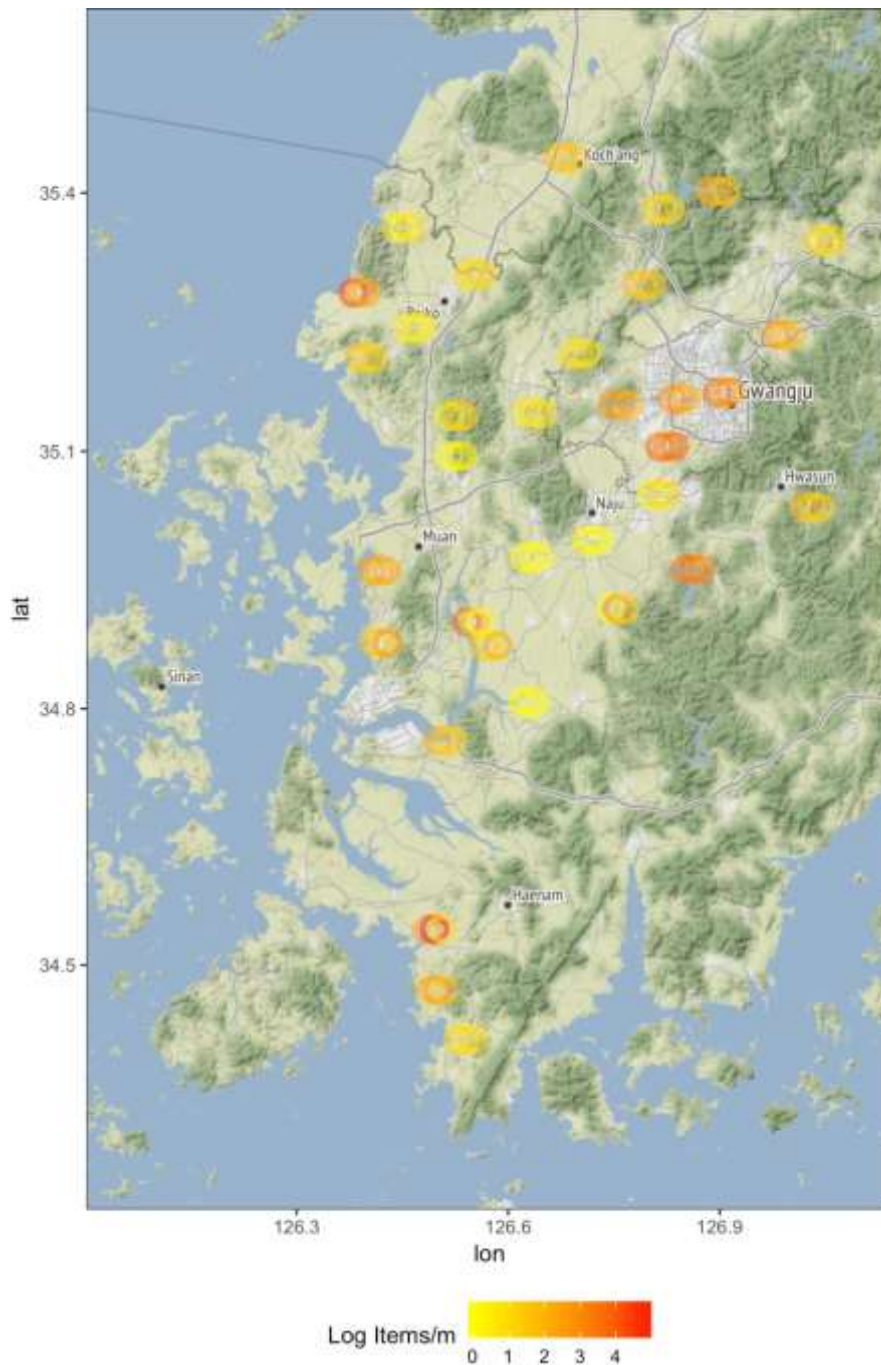 Koch'ang
35.4
Gwangju
35.1
Hwasun
Naju
Muan
lat
Sinan
34.8
Haenam
34.5
126.3 126.6 126.9
lon
Log Items/m
0 1 2 3 4